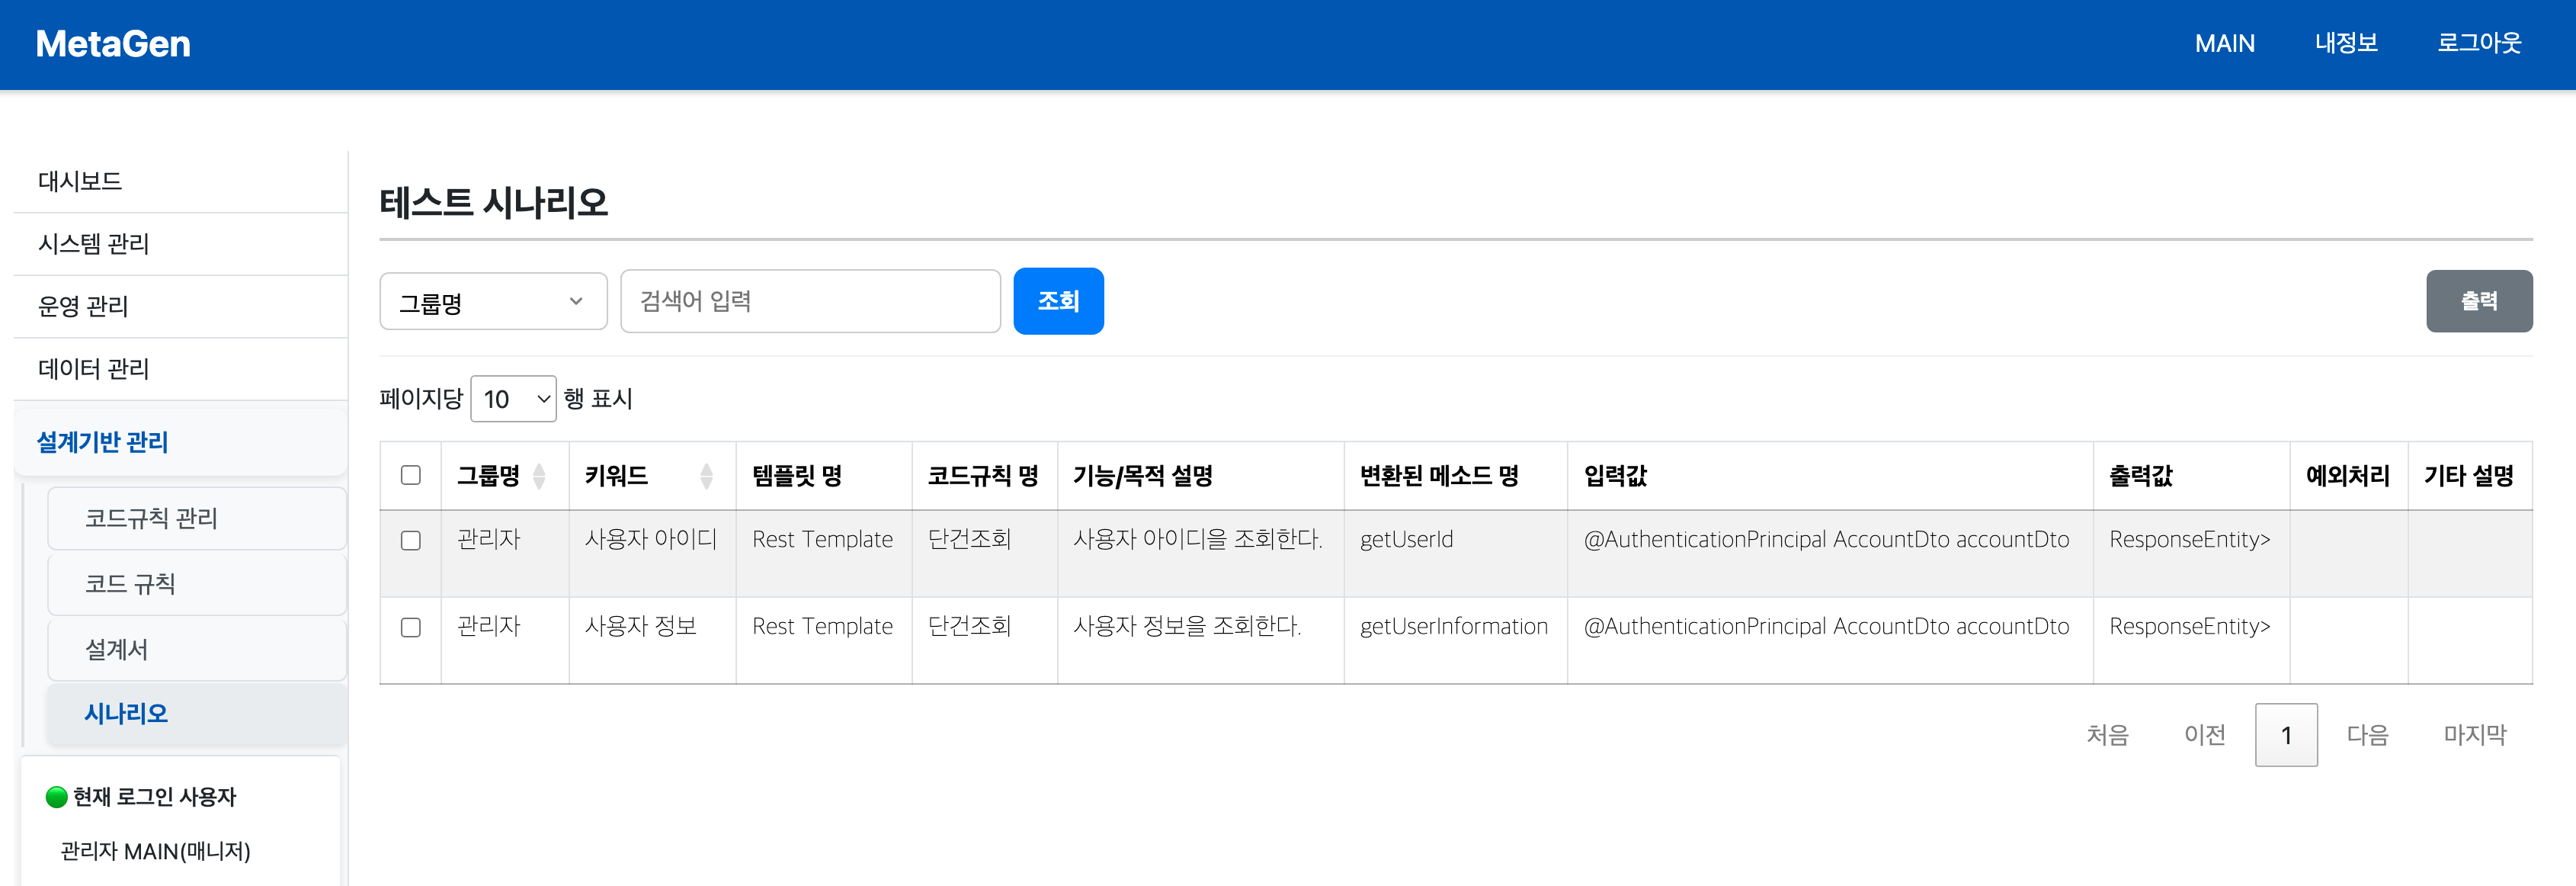 MetaGen
MAIN 내정보 로그아웃
대시보드
시스템 관리
운영 관리
데이터 관리
설계기반 관리
코드규칙 관리
코드 규칙
설계서
시나리오
현재 로그인 사용자
관리자 MAIN(매니저)
테스트 시나리오
그룹명 검색어 입력 조회 출력
페이지당 10 행 표시
그룹명 키워드 템플릿 명 코드규칙 명 기능/목적 설명 변환된 메소드 명 입력값 출력값 예외처리 기타 설명
관리자 사용자 아이디 Rest Template 단건조회 사용자 아이디을 조회한다. getUserId @AuthenticationPrincipal AccountDto accountDto ResponseEntity>
관리자 사용자 정보 Rest Template 단건조회 사용자 정보을 조회한다. getUserInformation @AuthenticationPrincipal AccountDto accountDto ResponseEntity>
처음 이전 1 다음 마지막